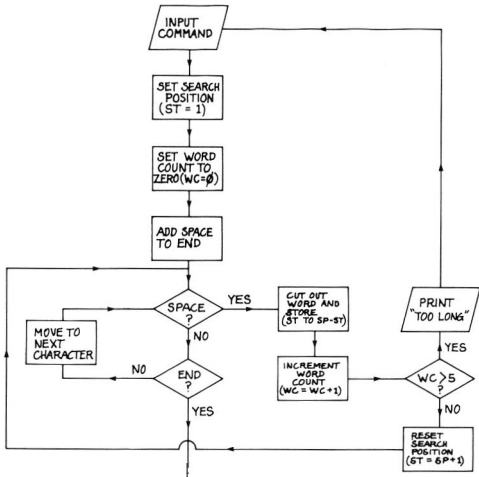 INPUT
COMMAND
SET SEARCH
POSITION
(ST = 1)
SET WORD
COUNT TO
ZERO (WC=Ø)
ADD SPACE
TO END
SPACE
?
YES
NO
CUT OUT
WORD AND
STORE
(ST TO SP-ST)
PRINT
"TOO LONG"
MOVE TO
NEXT
CHARACTER
NO
END
?
YES
INCREMENT
WORD
COUNT
(WC = WC+1)
YES
WC>5
?
NO
RESET
SEARCH
POSITION
(ST = SP+1)